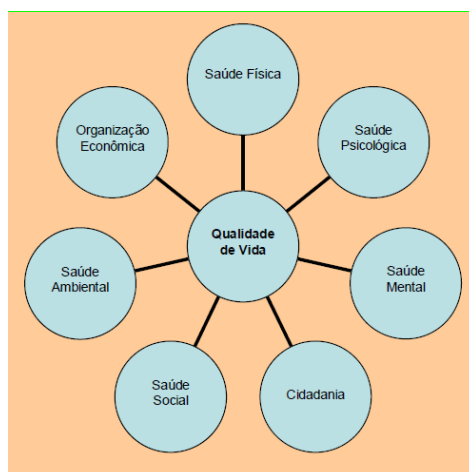 Saúde Física
Organização
Econômica
Saúde
Psicológica
Qualidade
de Vida
Saúde
Ambiental
Saúde
Mental
Saúde
Social
Cidadania